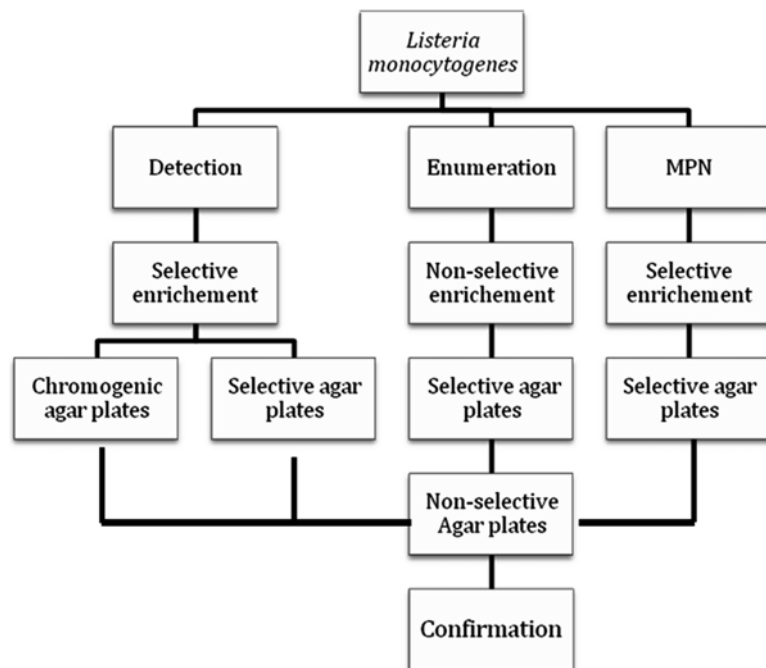 Listeria
monocytogenes
Detection
Enumeration
MPN
Selective
enrichement
Non-selective
enrichement
Selective
enrichement
Chromogenic
agar plates
Selective agar
plates
Selective agar
plates
Selective agar
plates
Non-selective
Agar plates
Confirmation